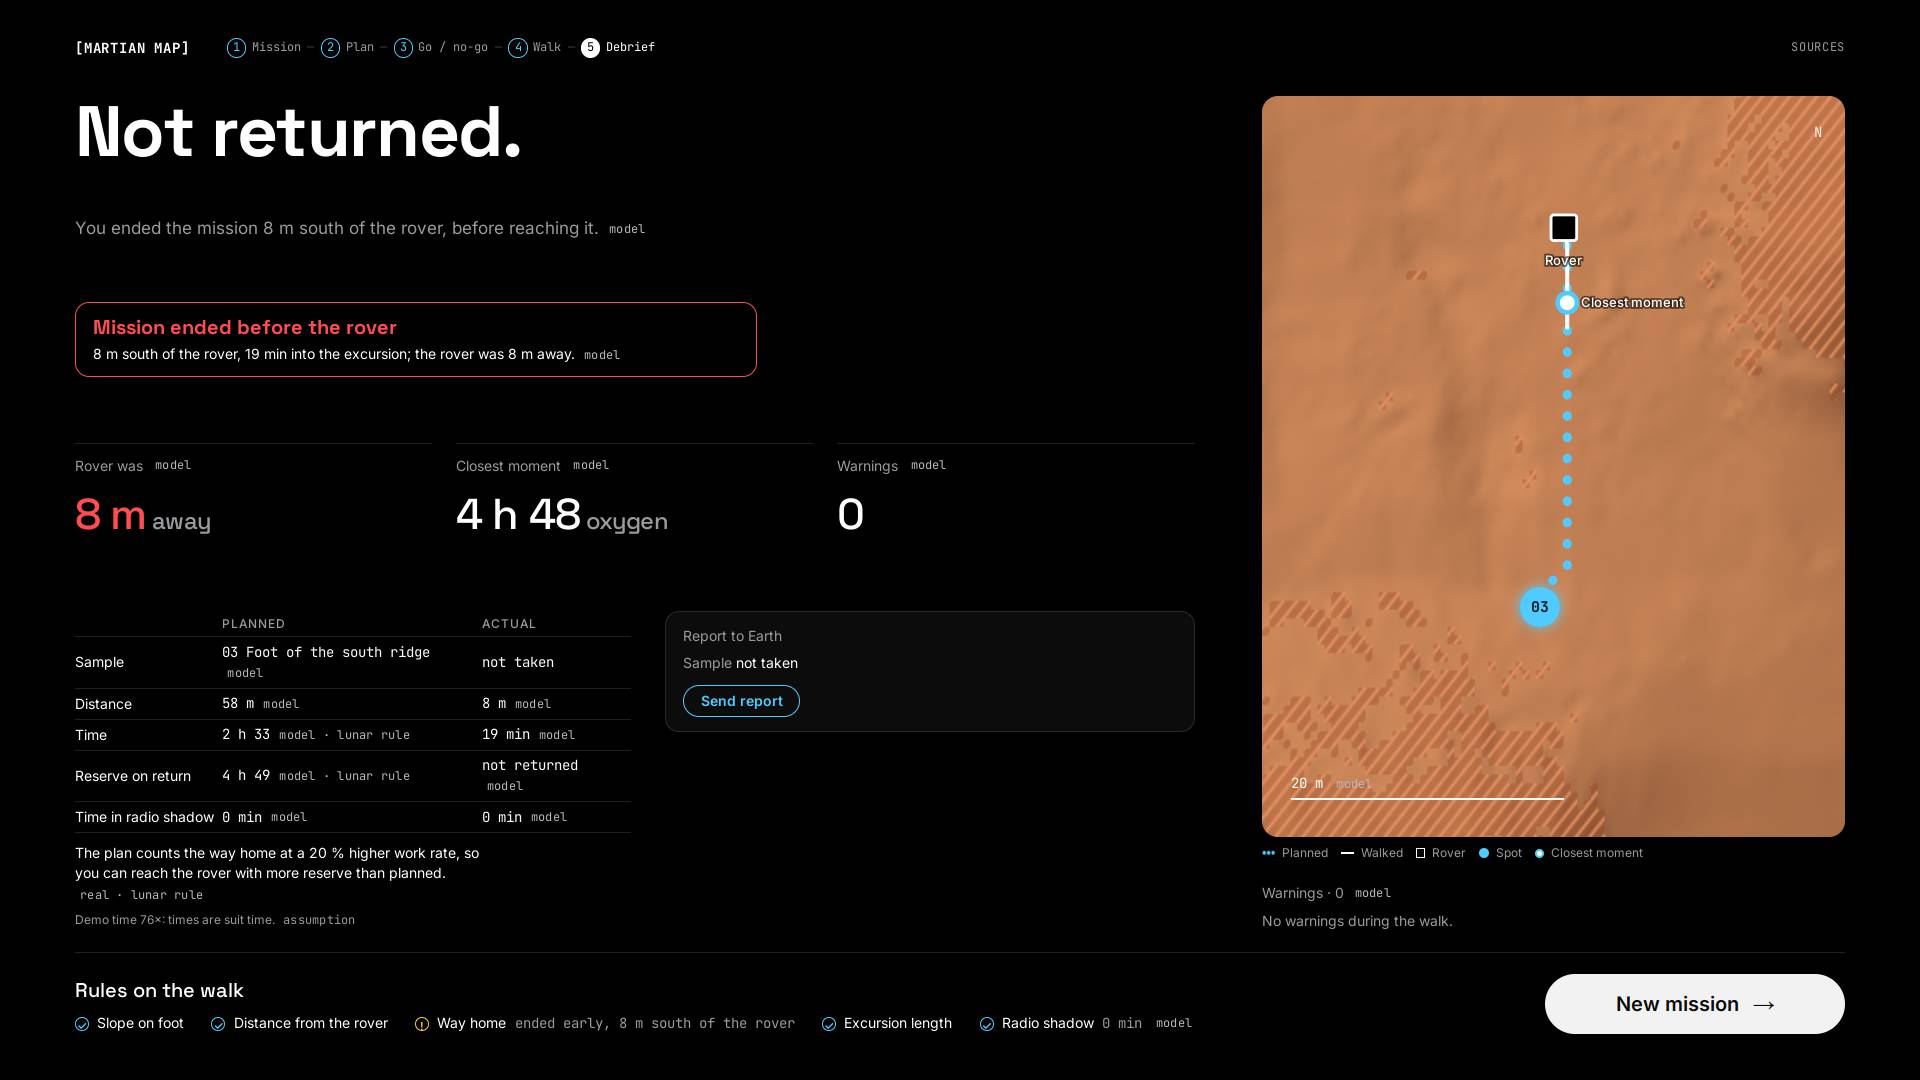 [MARTIAN MAP] 1 Mission – 2 Plan – 3 Go / no-go – 4 Walk – 5 Debrief
SOURCES
Not returned.
You ended the mission 8 m south of the rover, before reaching it. model
Mission ended before the rover
8 m south of the rover, 19 min into the excursion; the rover was 8 m away. model
Rover was model
8 m away
Closest moment model
4 h 48 oxygen
Warnings model
0
PLANNED ACTUAL
Sample 03 Foot of the south ridge model not taken
Distance 58 m model 8 m model
Time 2 h 33 model · lunar rule 19 min model
Reserve on return 4 h 49 model · lunar rule not returned model
Time in radio shadow 0 min model 0 min model
The plan counts the way home at a 20 % higher work rate, so
you can reach the rover with more reserve than planned.
real · lunar rule
Demo time 76×: times are suit time. assumption
Report to Earth
Sample not taken
Send report
N
Rover
Closest moment
03
20 m model
Planned Walked Rover Spot Closest moment
Warnings · 0 model
No warnings during the walk.
Rules on the walk
Slope on foot Distance from the rover Way home ended early, 8 m south of the rover Excursion length Radio shadow 0 min model
New mission →